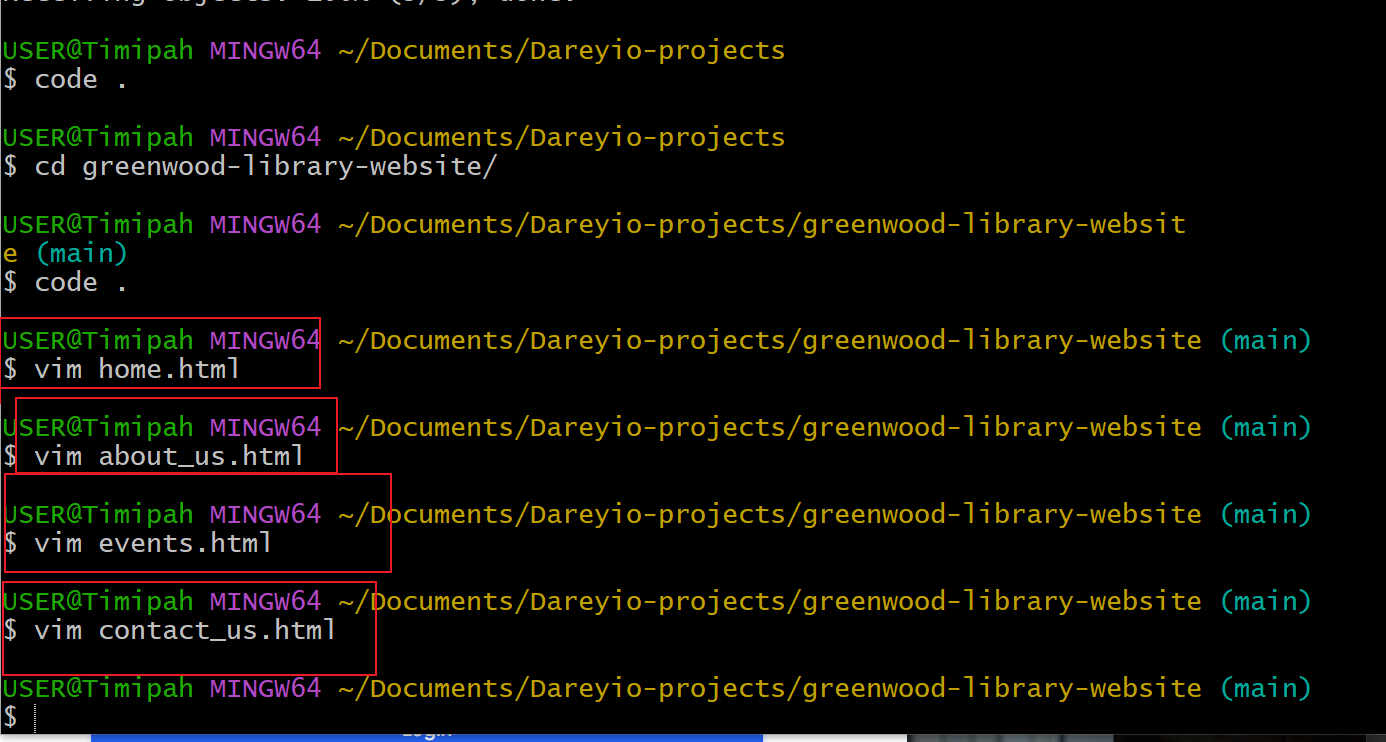 USER@Timipah MINGW64 ~/Documents/Dareyio-projects
$ code .
USER@Timipah MINGW64 ~/Documents/Dareyio-projects
$ cd greenwood-library-website/
USER@Timipah MINGW64 ~/Documents/Dareyio-projects/greenwood-library-websit
e (main)
$ code .
USER@Timipah MINGW64 ~/Documents/Dareyio-projects/greenwood-library-website (main)
$ vim home.html
USER@Timipah MINGW64 ~/Documents/Dareyio-projects/greenwood-library-website (main)
$ vim about_us.html
USER@Timipah MINGW64 ~/Documents/Dareyio-projects/greenwood-library-website (main)
$ vim events.html
USER@Timipah MINGW64 ~/Documents/Dareyio-projects/greenwood-library-website (main)
$ vim contact_us.html
USER@Timipah MINGW64 ~/Documents/Dareyio-projects/greenwood-library-website (main)
$